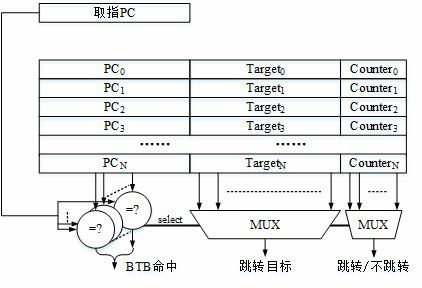 取指PC
PC0 Target0 Counter0
PC1 Target1 Counter1
PC2 Target2 Counter2
PC3 Target3 Counter3
…… ……
PCN TargetN CounterN
=?
=?
select
MUX
MUX
BTB命中
跳转目标
跳转/不跳转